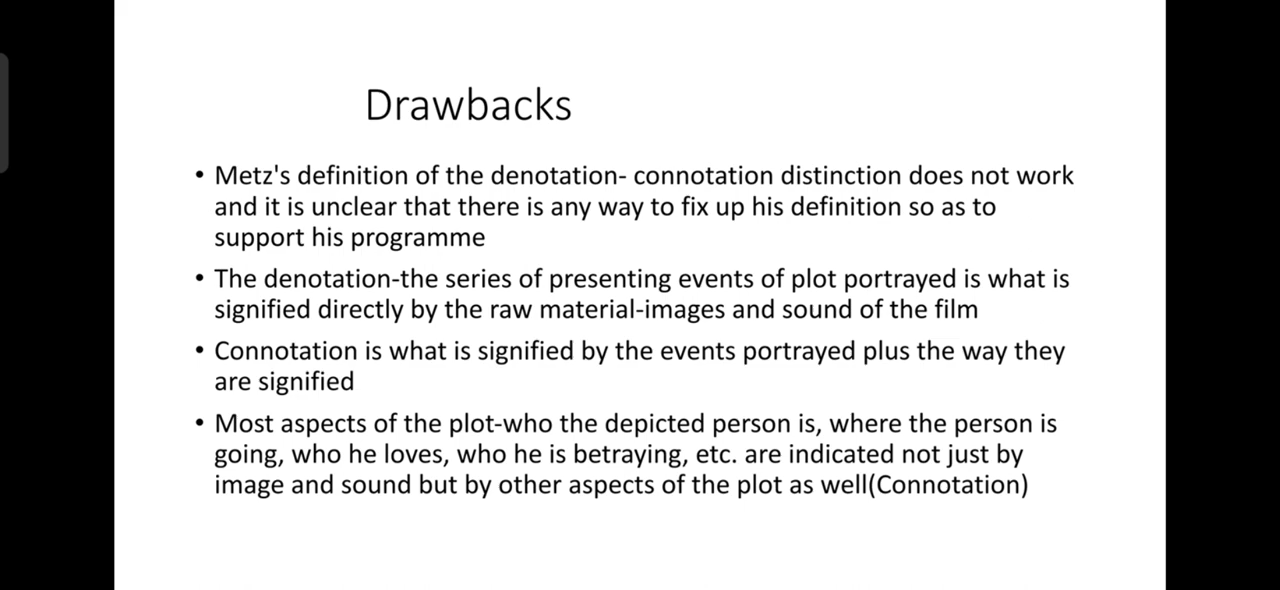 Drawbacks
• Metz's definition of the denotation- connotation distinction does not work
and it is unclear that there is any way to fix up his definition so as to
support his programme
• The denotation-the series of presenting events of plot portrayed is what is
signified directly by the raw material-images and sound of the film
• Connotation is what is signified by the events portrayed plus the way they
are signified
• Most aspects of the plot-who the depicted person is, where the person is
going, who he loves, who he is betraying, etc. are indicated not just by
image and sound but by other aspects of the plot as well(Connotation)